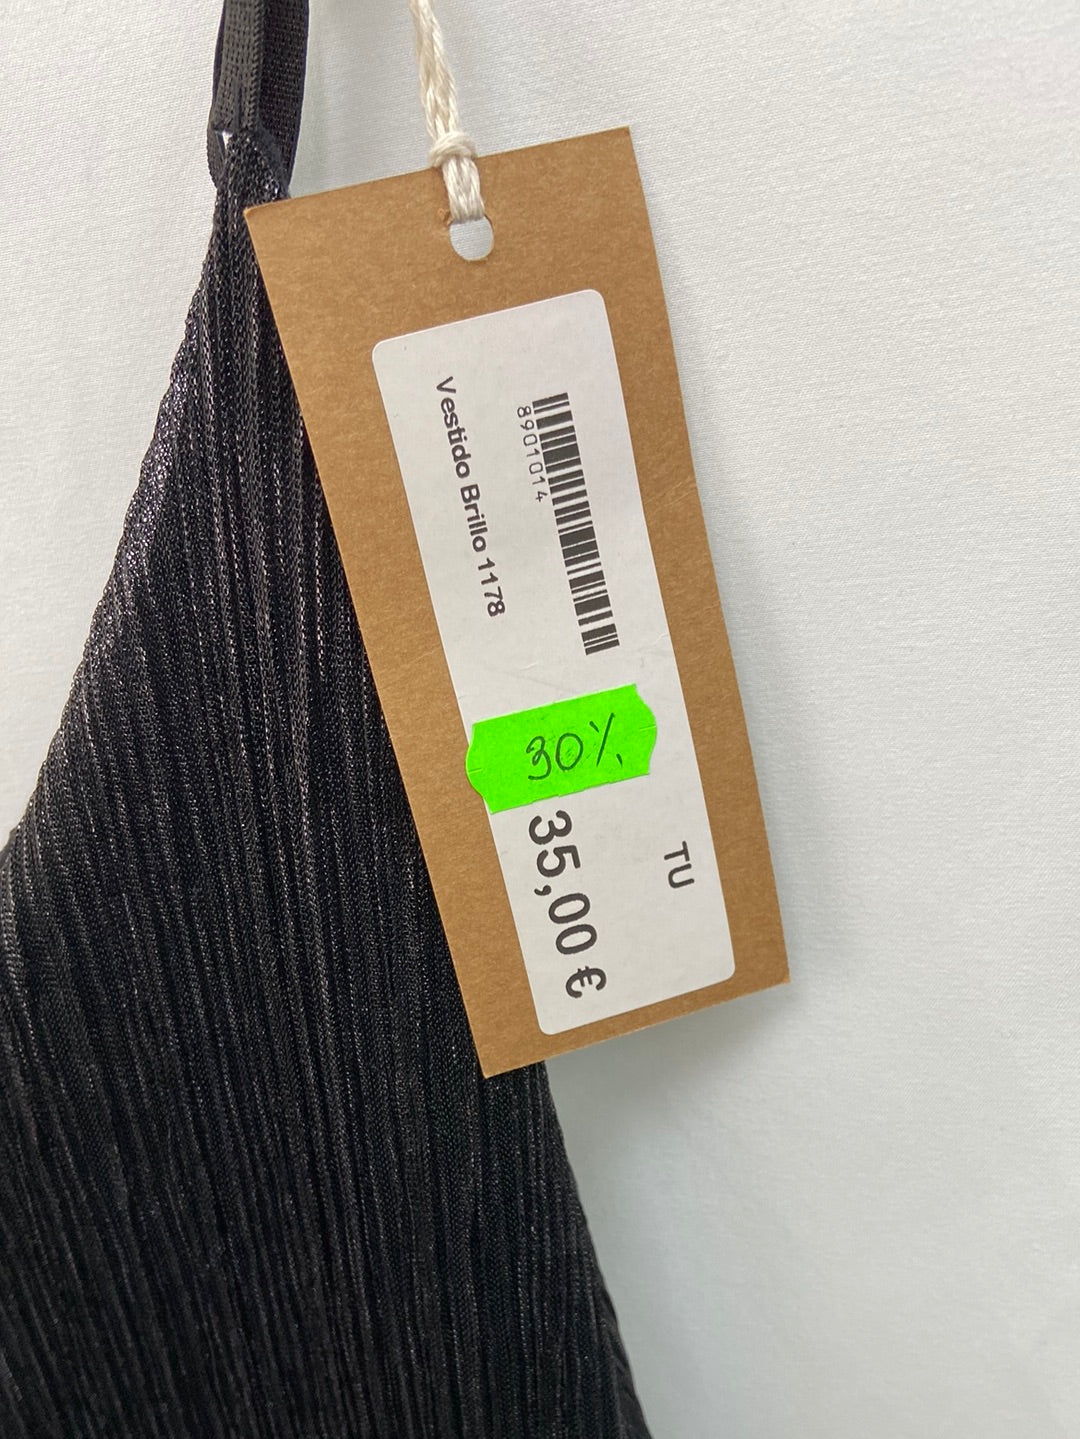 8901014
Vestido Brillo 1178
TU
30%
35,00 €